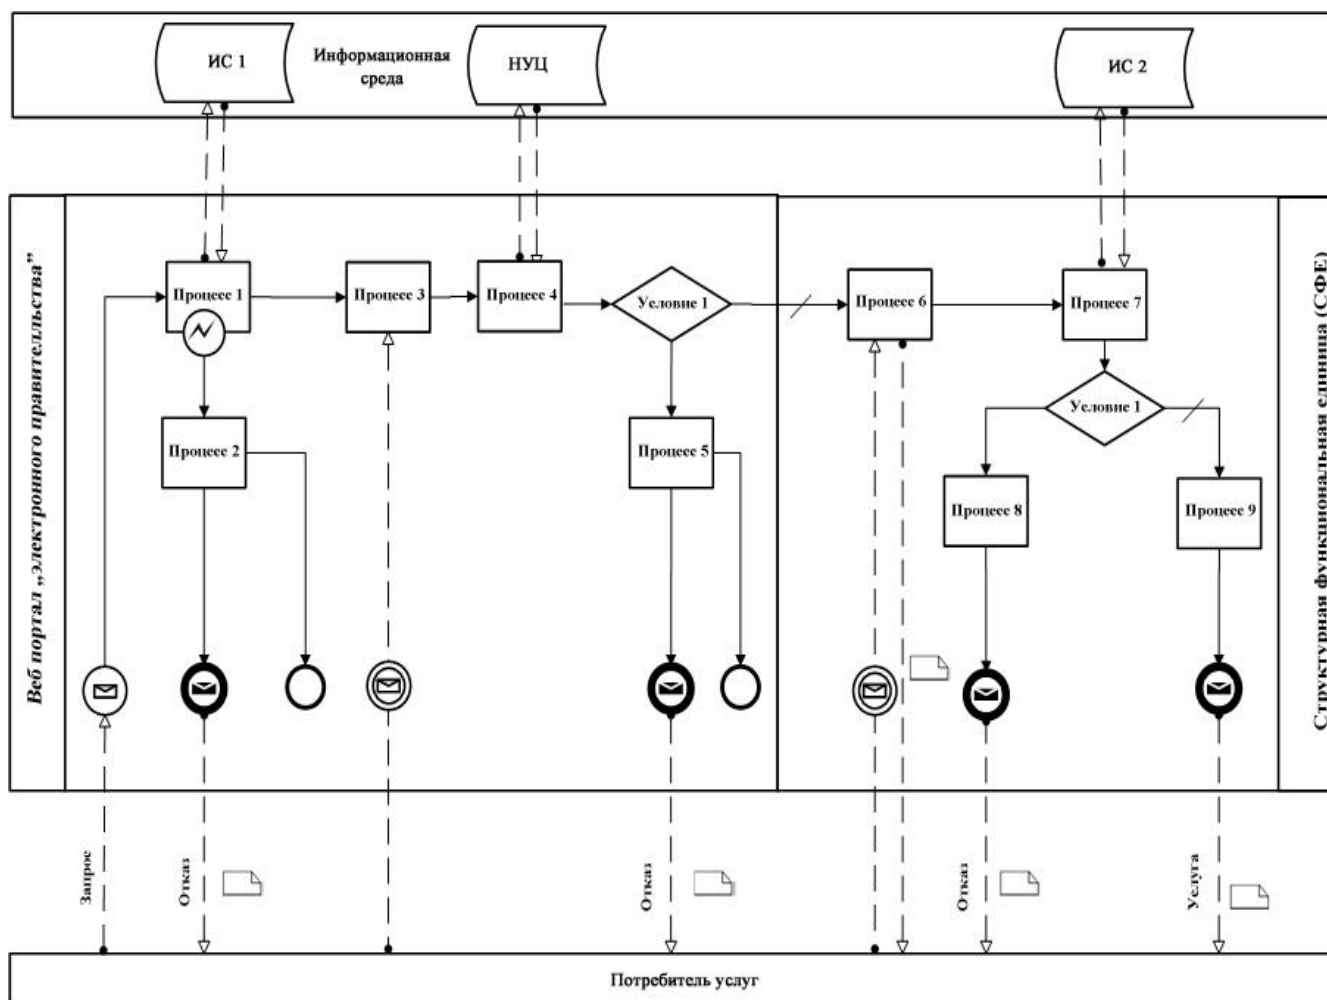 ИС 1
Информационная
среда
НУЦ
ИС 2
Веб портал „электронного правителльства”
Процесс 1
Процесс 3
Процесс 4
Условие 1
Процесс 6
Процесс 7
Процесс 2
Процесс 5
Условие 1
Процесс 8
Процесс 9
Структурная функциональная единица (СФЕ)
Запрос
Отказ
Отказ
Отказ
Услуга
Потребитель услуг